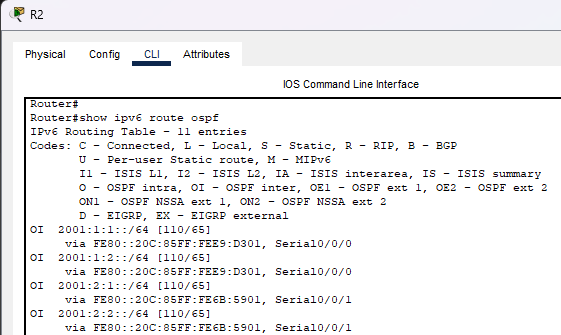 R2
Physical Config CLI Attributes
IOS Command Line Interface
Router#
Router#show ipv6 route ospf
IPv6 Routing Table - 11 entries
Codes: C - Connected, L - Local, S - Static, R - RIP, B - BGP
U - Per-user Static route, M - MIPv6
I1 - ISIS L1, I2 - ISIS L2, IA - ISIS interarea, IS - ISIS summary
O - OSPF intra, OI - OSPF inter, OE1 - OSPF ext 1, OE2 - OSPF ext 2
ON1 - OSPF NSSA ext 1, ON2 - OSPF NSSA ext 2
D - EIGRP, EX - EIGRP external
OI 2001:1:1::/64 [110/65]
via FE80::20C:85FF:FEE9:D301, Serial0/0/0
OI 2001:1:2::/64 [110/65]
via FE80::20C:85FF:FEE9:D301, Serial0/0/0
OI 2001:2:1::/64 [110/65]
via FE80::20C:85FF:FE6B:5901, Serial0/0/1
OI 2001:2:2::/64 [110/65]
via FE80::20C:85FF:FE6B:5901, Serial0/0/1